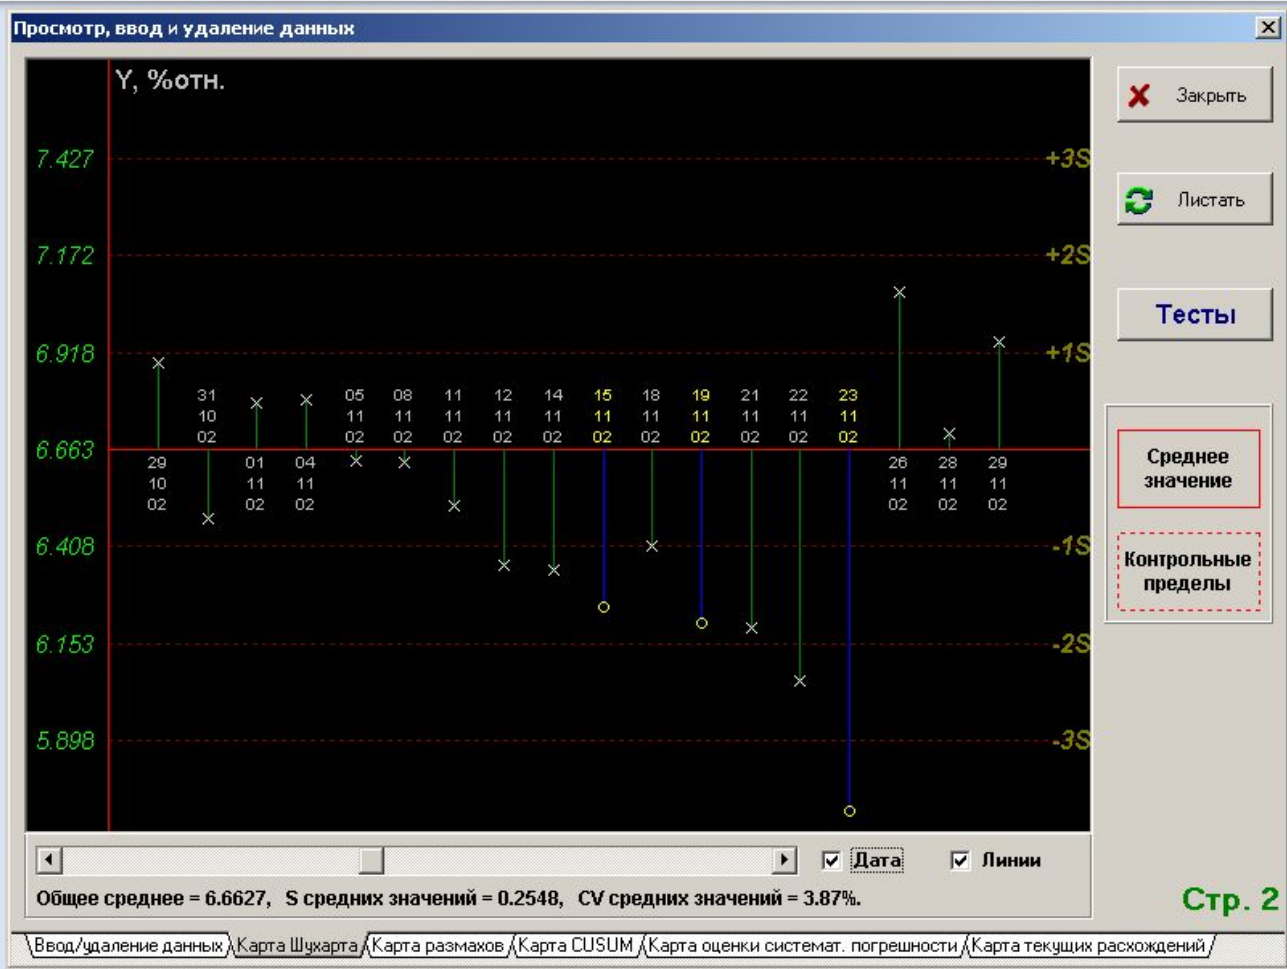 Просмотр, ввод и удаление данных
Y, %отн.
7.427
+3S
7.172
+2S
6.918
+1S
6.663
6.408
-1S
6.153
-2S
5.898
-3S
29
10
02
31
10
02
01
11
02
04
11
02
05
11
02
08
11
02
11
11
02
12
11
02
14
11
02
15
11
02
18
11
02
19
11
02
21
11
02
22
11
02
23
11
02
26
11
02
28
11
02
29
11
02
Закрыть
Листать
Тесты
Среднее
значение
Контрольные
пределы
Дата
Линии
Общее среднее = 6.6627, S средних значений = 0.2548, CV средних значений = 3.87%.
Стр. 2
Ввод/удаление данных
Карта Шухарта
Карта размахов
Карта CUSUM
Карта оценки системат. погрешности
Карта текущих расхождений